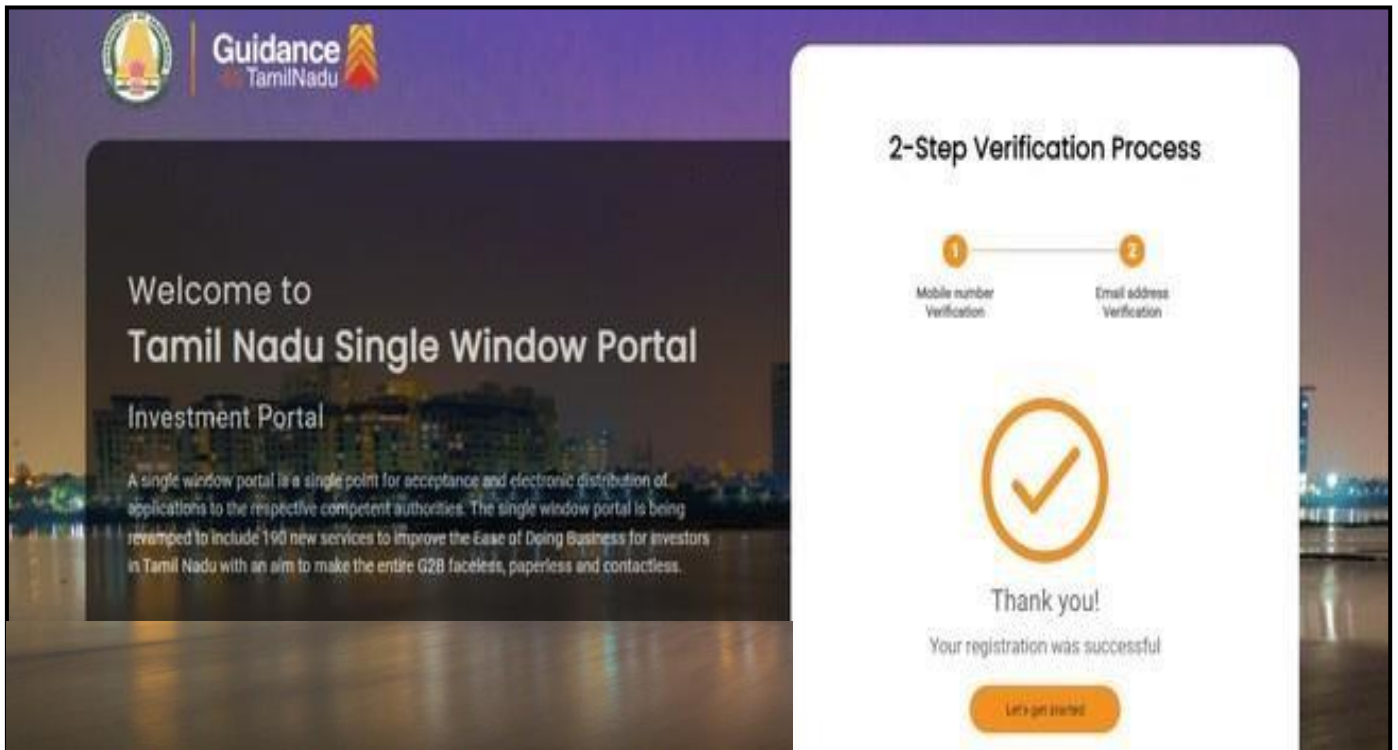 Guidance
TamilNadu
Welcome to
Tamil Nadu Single Window Portal
Investment Portal
A single window portal is a single point for acceptance and electronic distribution of
applications to the respective competent authorities. The single window portal is being
revamped to include 190 new services to improve the Ease of Doing Business for investors
in Tamil Nadu with an aim to make the entire G2B faceless, paperless and contactless.
2-Step Verification Process
1
2
Mobile number
Verification
Email address
Verification
Thank you!
Your registration was successful
Let's get started